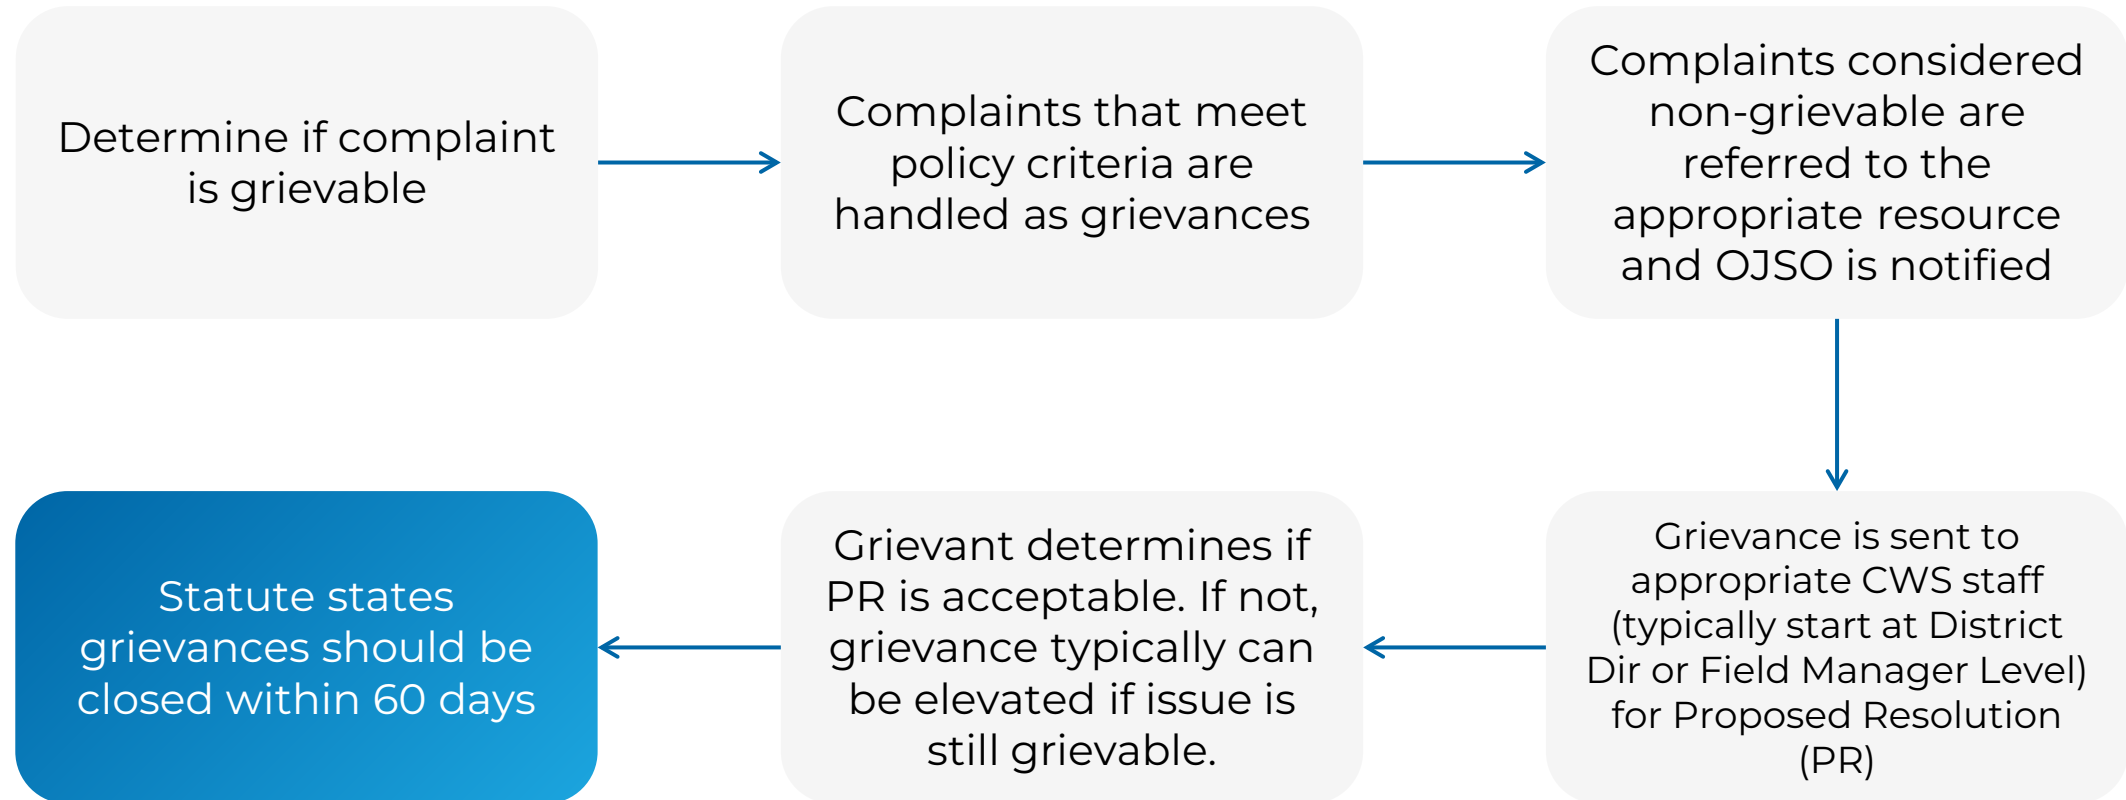 Determine if complaint
is grievable
Complaints that meet
policy criteria are
handled as grievances
Complaints considered
non-grievable are
referred to the
appropriate resource
and OJSO is notified
Grievance is sent to
appropriate CWS staff
(typically start at District
Dir or Field Manager Level)
for Proposed Resolution
(PR)
Grievant determines if
PR is acceptable. If not,
grievance typically can
be elevated if issue is
still grievable.
Statute states
grievances should be
closed within 60 days